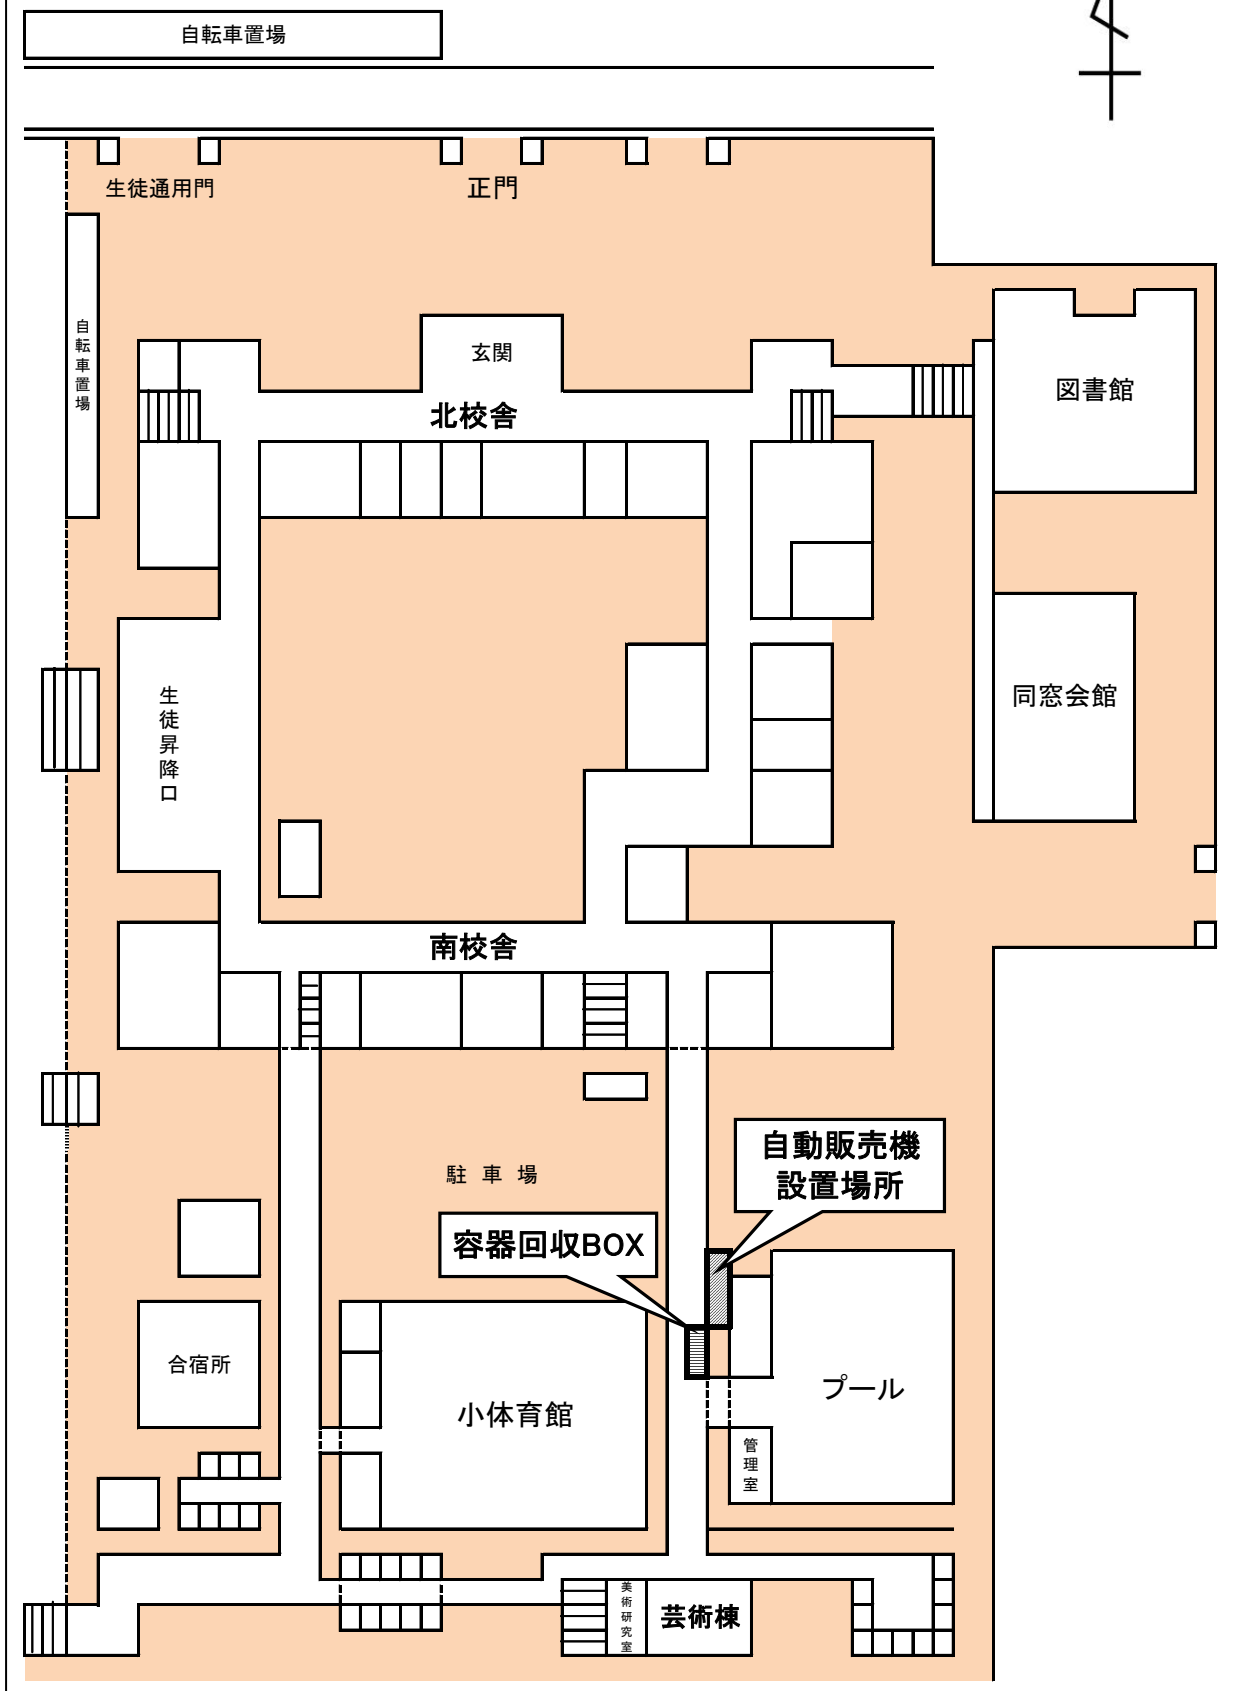 自転車置場
生徒通用門
正門
自転車置場
玄関
北校舎
図書館
生徒昇降口
同窓会館
南校舎
自動販売機
設置場所
駐車場
容器回収BOX
合宿所
小体育館
プール
管理室
美術研究室
芸術棟